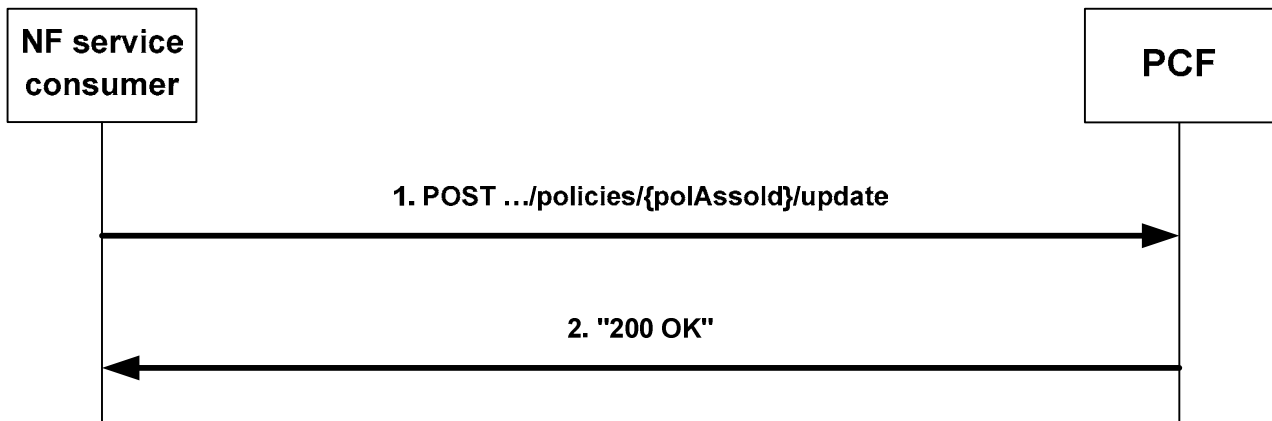 NF service
consumer
PCF
1. POST …/policies/{polAssoId}/update
2. "200 OK"